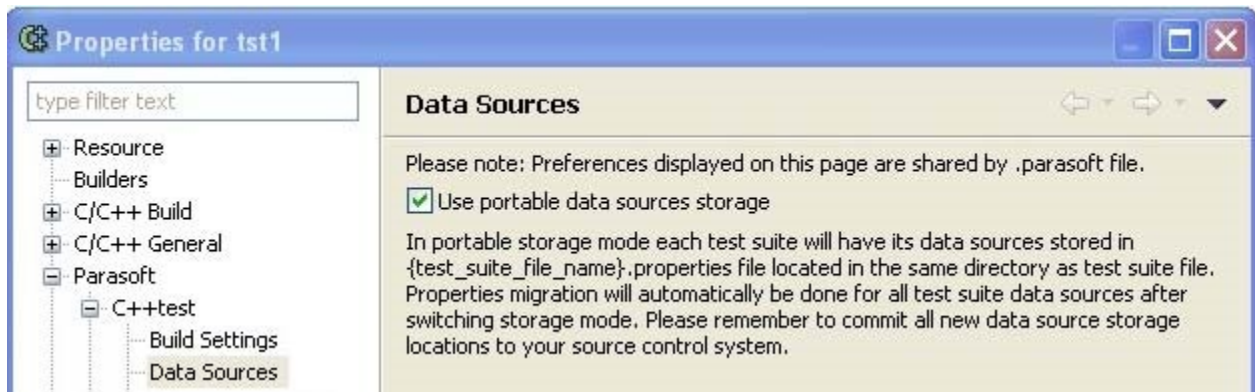 Properties for tst1
type filter text
Resource
Builders
C/C++ Build
C/C++ General
Parasoft
C++test
Build Settings
Data Sources
Data Sources
Please note: Preferences displayed on this page are shared by .parasoft file.
Use portable data sources storage
In portable storage mode each test suite will have its data sources stored in
{test_suite_file_name}.properties file located in the same directory as test suite file.
Properties migration will automatically be done for all test suite data sources after
switching storage mode. Please remember to commit all new data source storage
locations to your source control system.